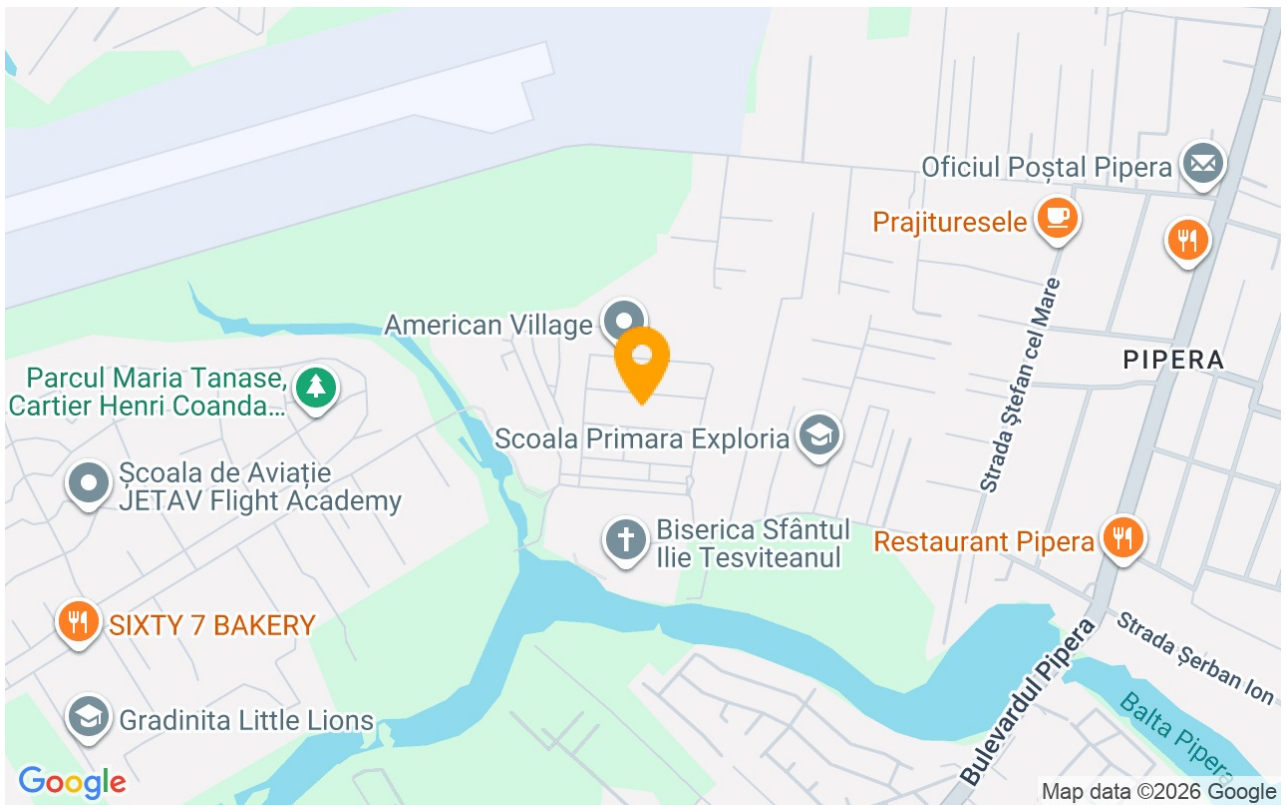 Oficiul Poștal Pipera
Prajituresele
Strada Ștefan cel Mare
American Village
PIPERA
Parcul Maria Tanase,
Cartier Henri Coanda...
Scoala Primara Exploria
Școala de Aviație
JETAV Flight Academy
Biserica Sfântul
Ilie Tesviteanul
Restaurant Pipera
SIXTY 7 BAKERY
Strada Șerban Ion
Bulevardul Pipera
Gradinita Little Lions
Balta Pipera
Google
Map data ©2026 Google